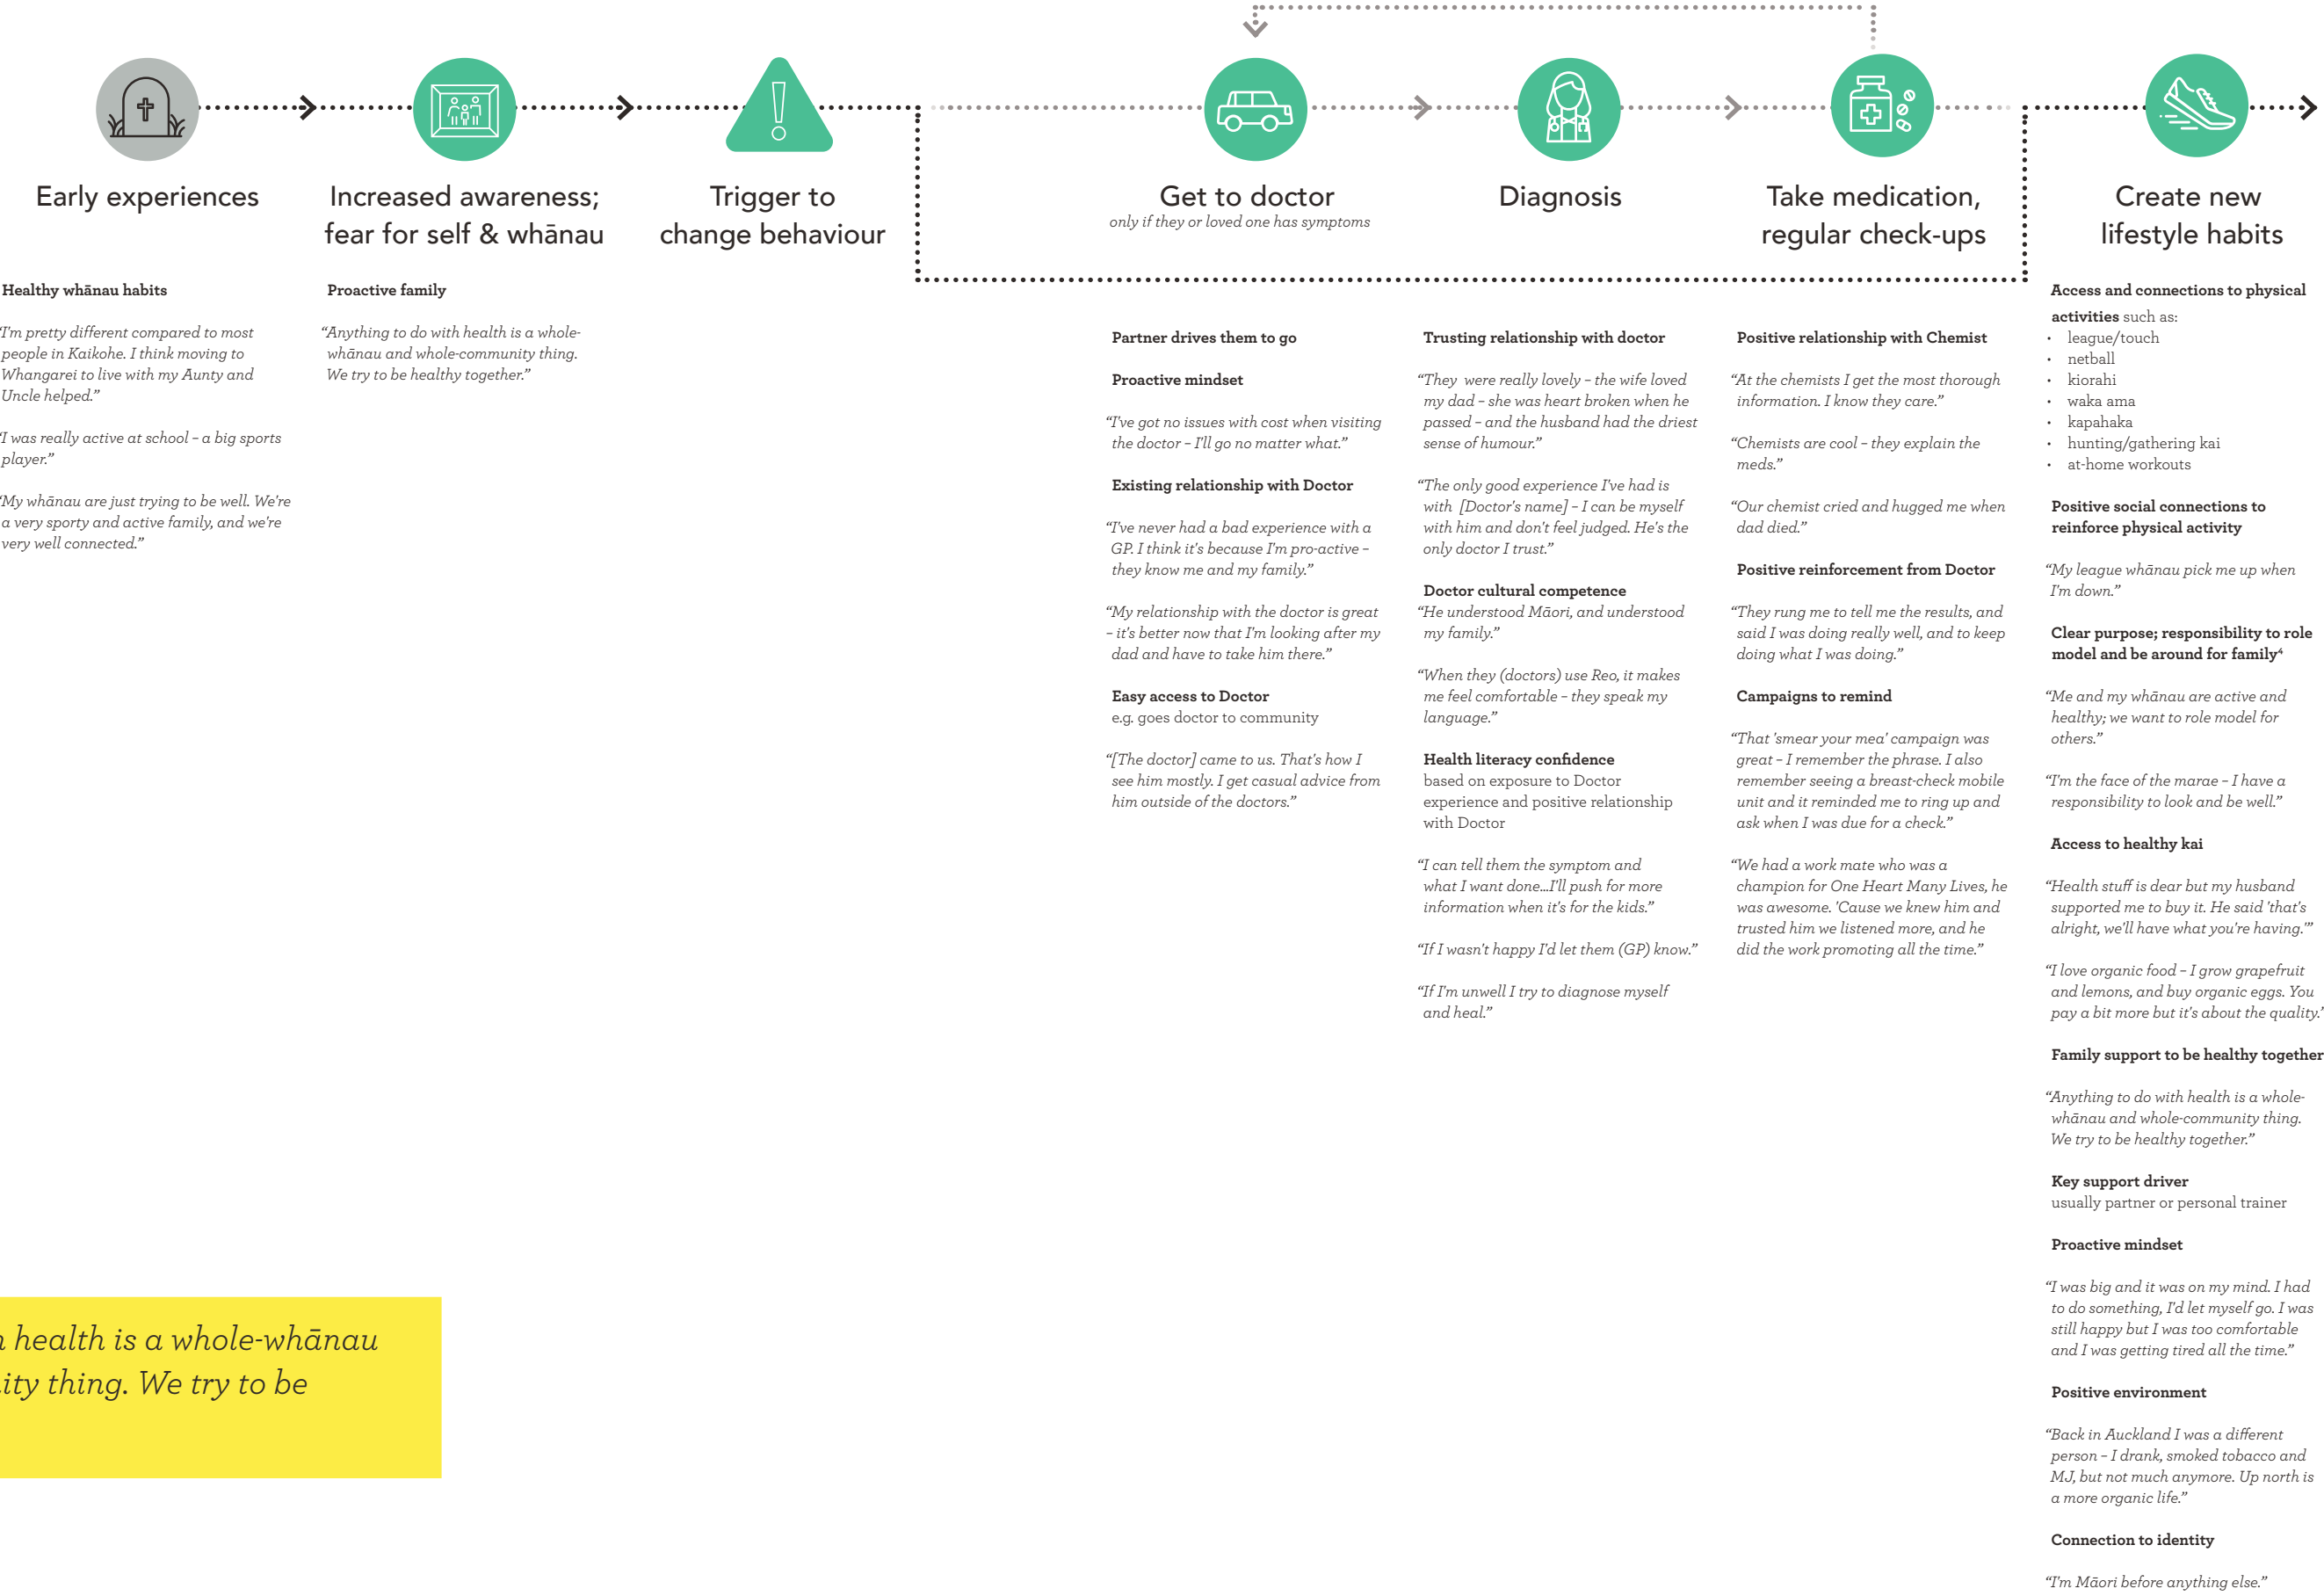 Early experiences
Healthy whānau habits
"I'm pretty different compared to most
people in Kaikohe. I think moving to
Whangarei to live with my Aunty and
Uncle helped."
"I was really active at school – a big sports
player."
"My whānau are just trying to be well. We're
a very sporty and active family, and we're
very well connected."
Increased awareness;
fear for self & whānau
Proactive family
"Anything to do with health is a whole-
whānau and whole-community thing.
We try to be healthy together."
Trigger to
change behaviour
Get to doctor
only if they or loved one has symptoms
Partner drives them to go
Proactive mindset
"I've got no issues with cost when visiting
the doctor – I'll go no matter what."
Existing relationship with Doctor
"I've never had a bad experience with a
GP. I think it's because I'm pro-active –
they know me and my family."
"My relationship with the doctor is great
– it's better now that I'm looking after my
dad and have to take him there."
Easy access to Doctor
e.g. goes doctor to community
"[The doctor] came to us. That's how I
see him mostly. I get casual advice from
him outside of the doctors."
Diagnosis
Trusting relationship with doctor
"They were really lovely – the wife loved
my dad – she was heart broken when he
passed – and the husband had the driest
sense of humour."
"The only good experience I've had is
with [Doctor's name] – I can be myself
with him and don't feel judged. He's the
only doctor I trust."
Doctor cultural competence
"He understood Māori, and understood
my family."
"When they (doctors) use Reo, it makes
me feel comfortable – they speak my
language."
Health literacy confidence
based on exposure to Doctor
experience and positive relationship
with Doctor
"I can tell them the symptom and
what I want done...I'll push for more
information when it's for the kids."
"If I wasn't happy I'd let them (GP) know."
"If I'm unwell I try to diagnose myself
and heal."
Take medication,
regular check-ups
Positive relationship with Chemist
"At the chemists I get the most thorough
information. I know they care."
"Chemists are cool – they explain the
meds."
"Our chemist cried and hugged me when
dad died."
Positive reinforcement from Doctor
"They rung me to tell me the results, and
said I was doing really well, and to keep
doing what I was doing."
Campaigns to remind
"That 'smear your mea' campaign was
great – I remember the phrase. I also
remember seeing a breast-check mobile
unit and it reminded me to ring up and
ask when I was due for a check."
"We had a work mate who was a
champion for One Heart Many Lives, he
was awesome. 'Cause we knew him and
trusted him we listened more, and he
did the work promoting all the time."
Create new
lifestyle habits
Access and connections to physical
activities such as:
• league/touch
• netball
• kiorahi
• waka ama
• kapahaka
• hunting/gathering kai
• at-home workouts
Positive social connections to
reinforce physical activity
"My league whānau pick me up when
I'm down."
Clear purpose; responsibility to role
model and be around for family⁴
"Me and my whānau are active and
healthy; we want to role model for
others."
"I'm the face of the marae – I have a
responsibility to look and be well."
Access to healthy kai
"Health stuff is dear but my husband
supported me to buy it. He said 'that's
alright, we'll have what you're having.'"
"I love organic food – I grow grapefruit
and lemons, and buy organic eggs. You
pay a bit more but it's about the quality."
Family support to be healthy together
"Anything to do with health is a whole-
whānau and whole-community thing.
We try to be healthy together."
Key support driver
usually partner or personal trainer
Proactive mindset
"I was big and it was on my mind. I had
to do something, I'd let myself go. I was
still happy but I was too comfortable
and I was getting tired all the time."
Positive environment
"Back in Auckland I was a different
person – I drank, smoked tobacco and
MJ, but not much anymore. Up north is
a more organic life."
Connection to identity
"I'm Māori before anything else."
health is a whole-whānau
ity thing. We try to be